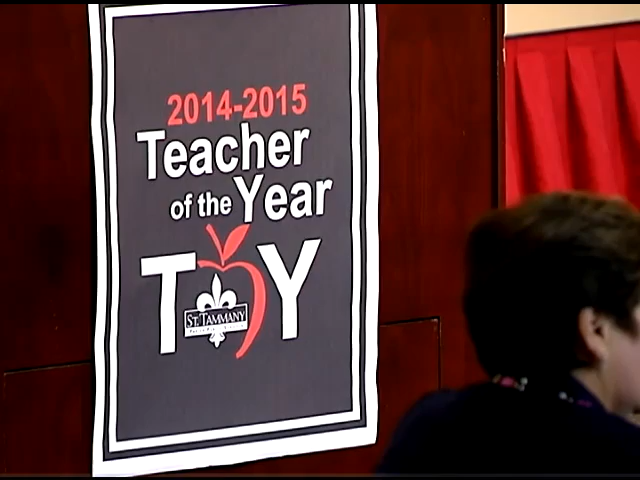 2014-2015
Teacher
of the Year
T Y
ST. TAMMANY